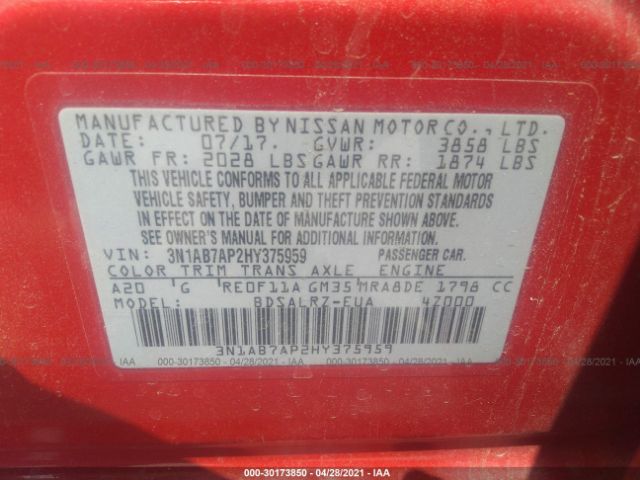 MANUFACTURED BY NISSAN MOTOR CO., LTD.
DATE: 07/17. GVWR: 3858 LBS
GAWR FR: 2028 LBS GAWR RR: 1874 LBS
THIS VEHICLE CONFORMS TO ALL APPLICABLE FEDERAL MOTOR
VEHICLE SAFETY, BUMPER AND THEFT PREVENTION STANDARDS
IN EFFECT ON THE DATE OF MANUFACTURE SHOWN ABOVE.
SEE OWNER'S MANUAL FOR ADDITIONAL INFORMATION.
VIN: 3N1AB7AP2HY375959 PASSENGER CAR.
COLOR TRIM TRANS AXLE ENGINE
A20 G RE0F11A GM35 MRA8DE 1798 CC
BDSALRZ-EUA 4Z000
3N1AB7AP2HY375959
000-30173850 - 04/28/2021 - IAA